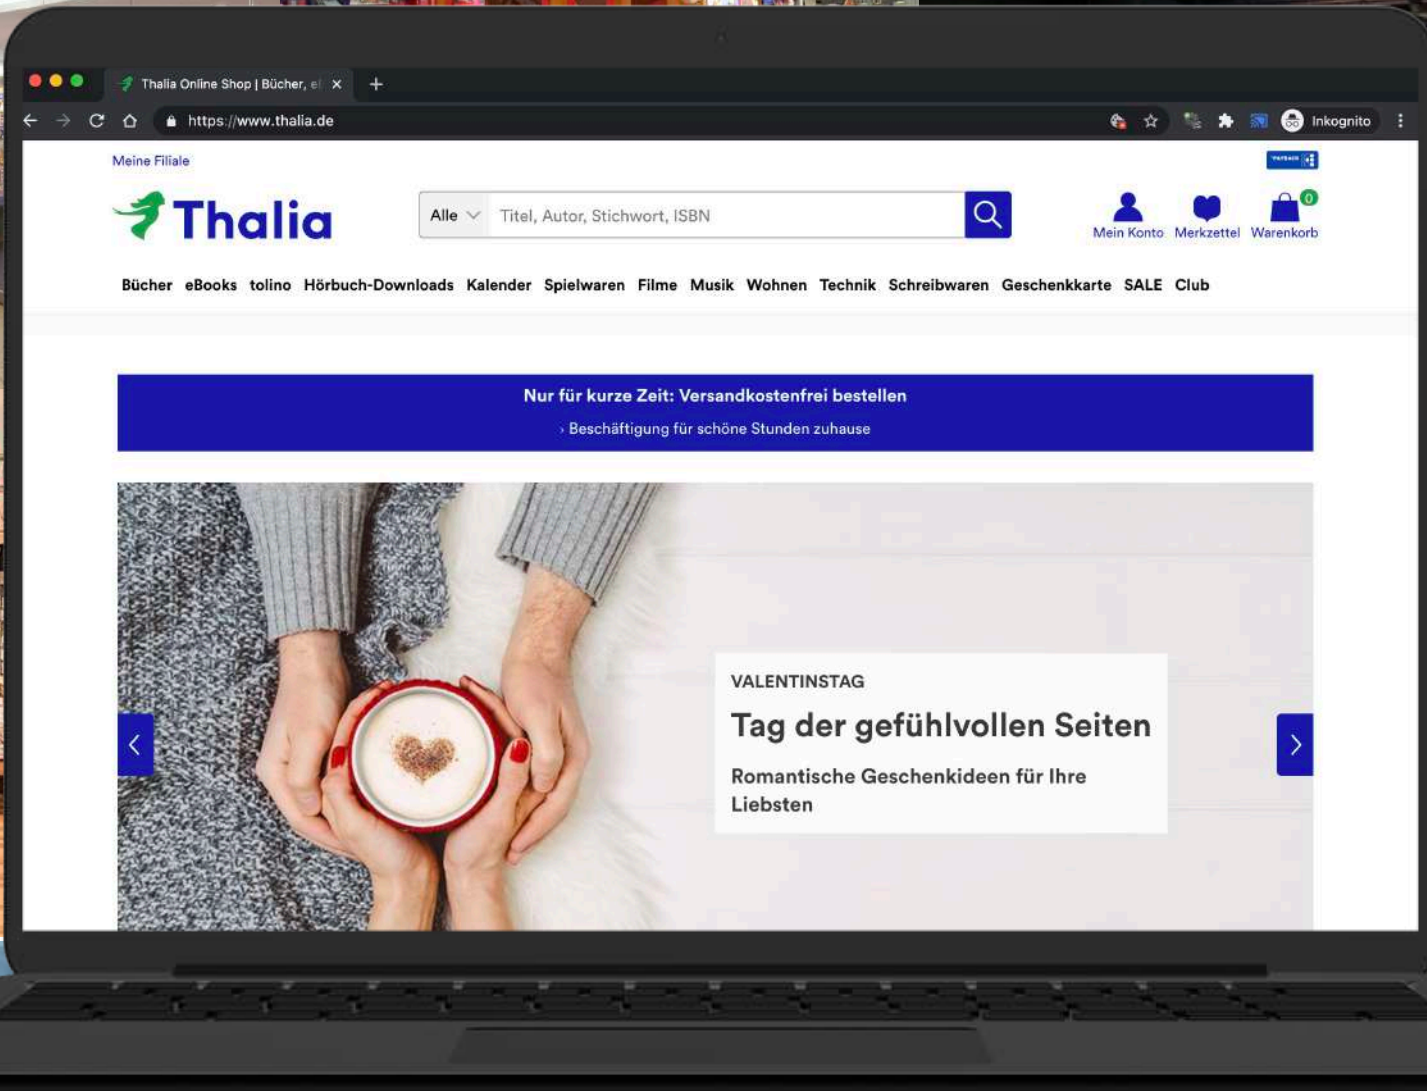 Thalia Online Shop | Bücher, e
https://www.thalia.de
Inkognito
Meine Filiale
PAYBACK
Thalia
Alle
Titel, Autor, Stichwort, ISBN
0
Mein Konto Merkzettel Warenkorb
Bücher eBooks tolino Hörbuch-Downloads Kalender Spielwaren Filme Musik Wohnen Technik Schreibwaren Geschenkkarte SALE Club
Nur für kurze Zeit: Versandkostenfrei bestellen
› Beschäftigung für schöne Stunden zuhause
VALENTINSTAG
Tag der gefühlvollen Seiten
Romantische Geschenkideen für Ihre
Liebsten